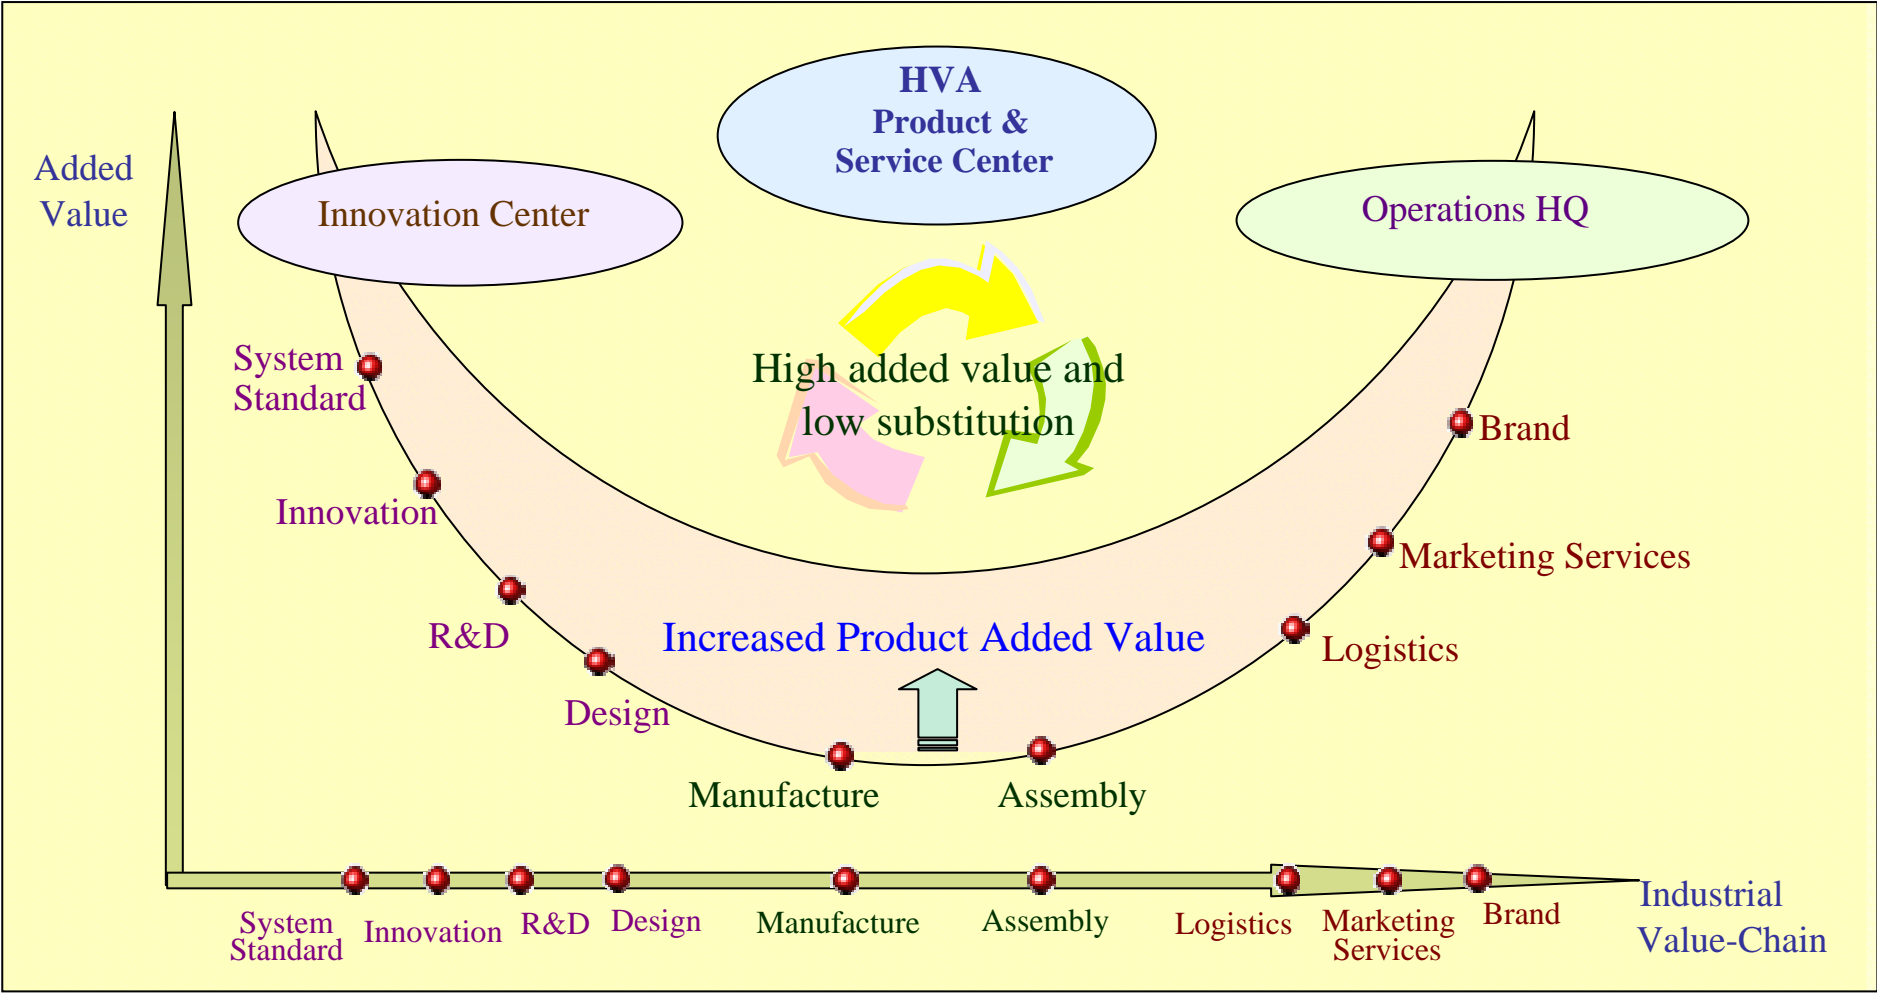 HVA
Product &
Service Center
Added
Value
Innovation Center
Operations HQ
High added value and
low substitution
System
Standard
Innovation
R&D
Design
Manufacture
Assembly
Logistics
Marketing Services
Brand
Increased Product Added Value
System
Standard
Innovation
R&D
Design
Manufacture
Assembly
Logistics
Marketing
Services
Brand
Industrial
Value-Chain